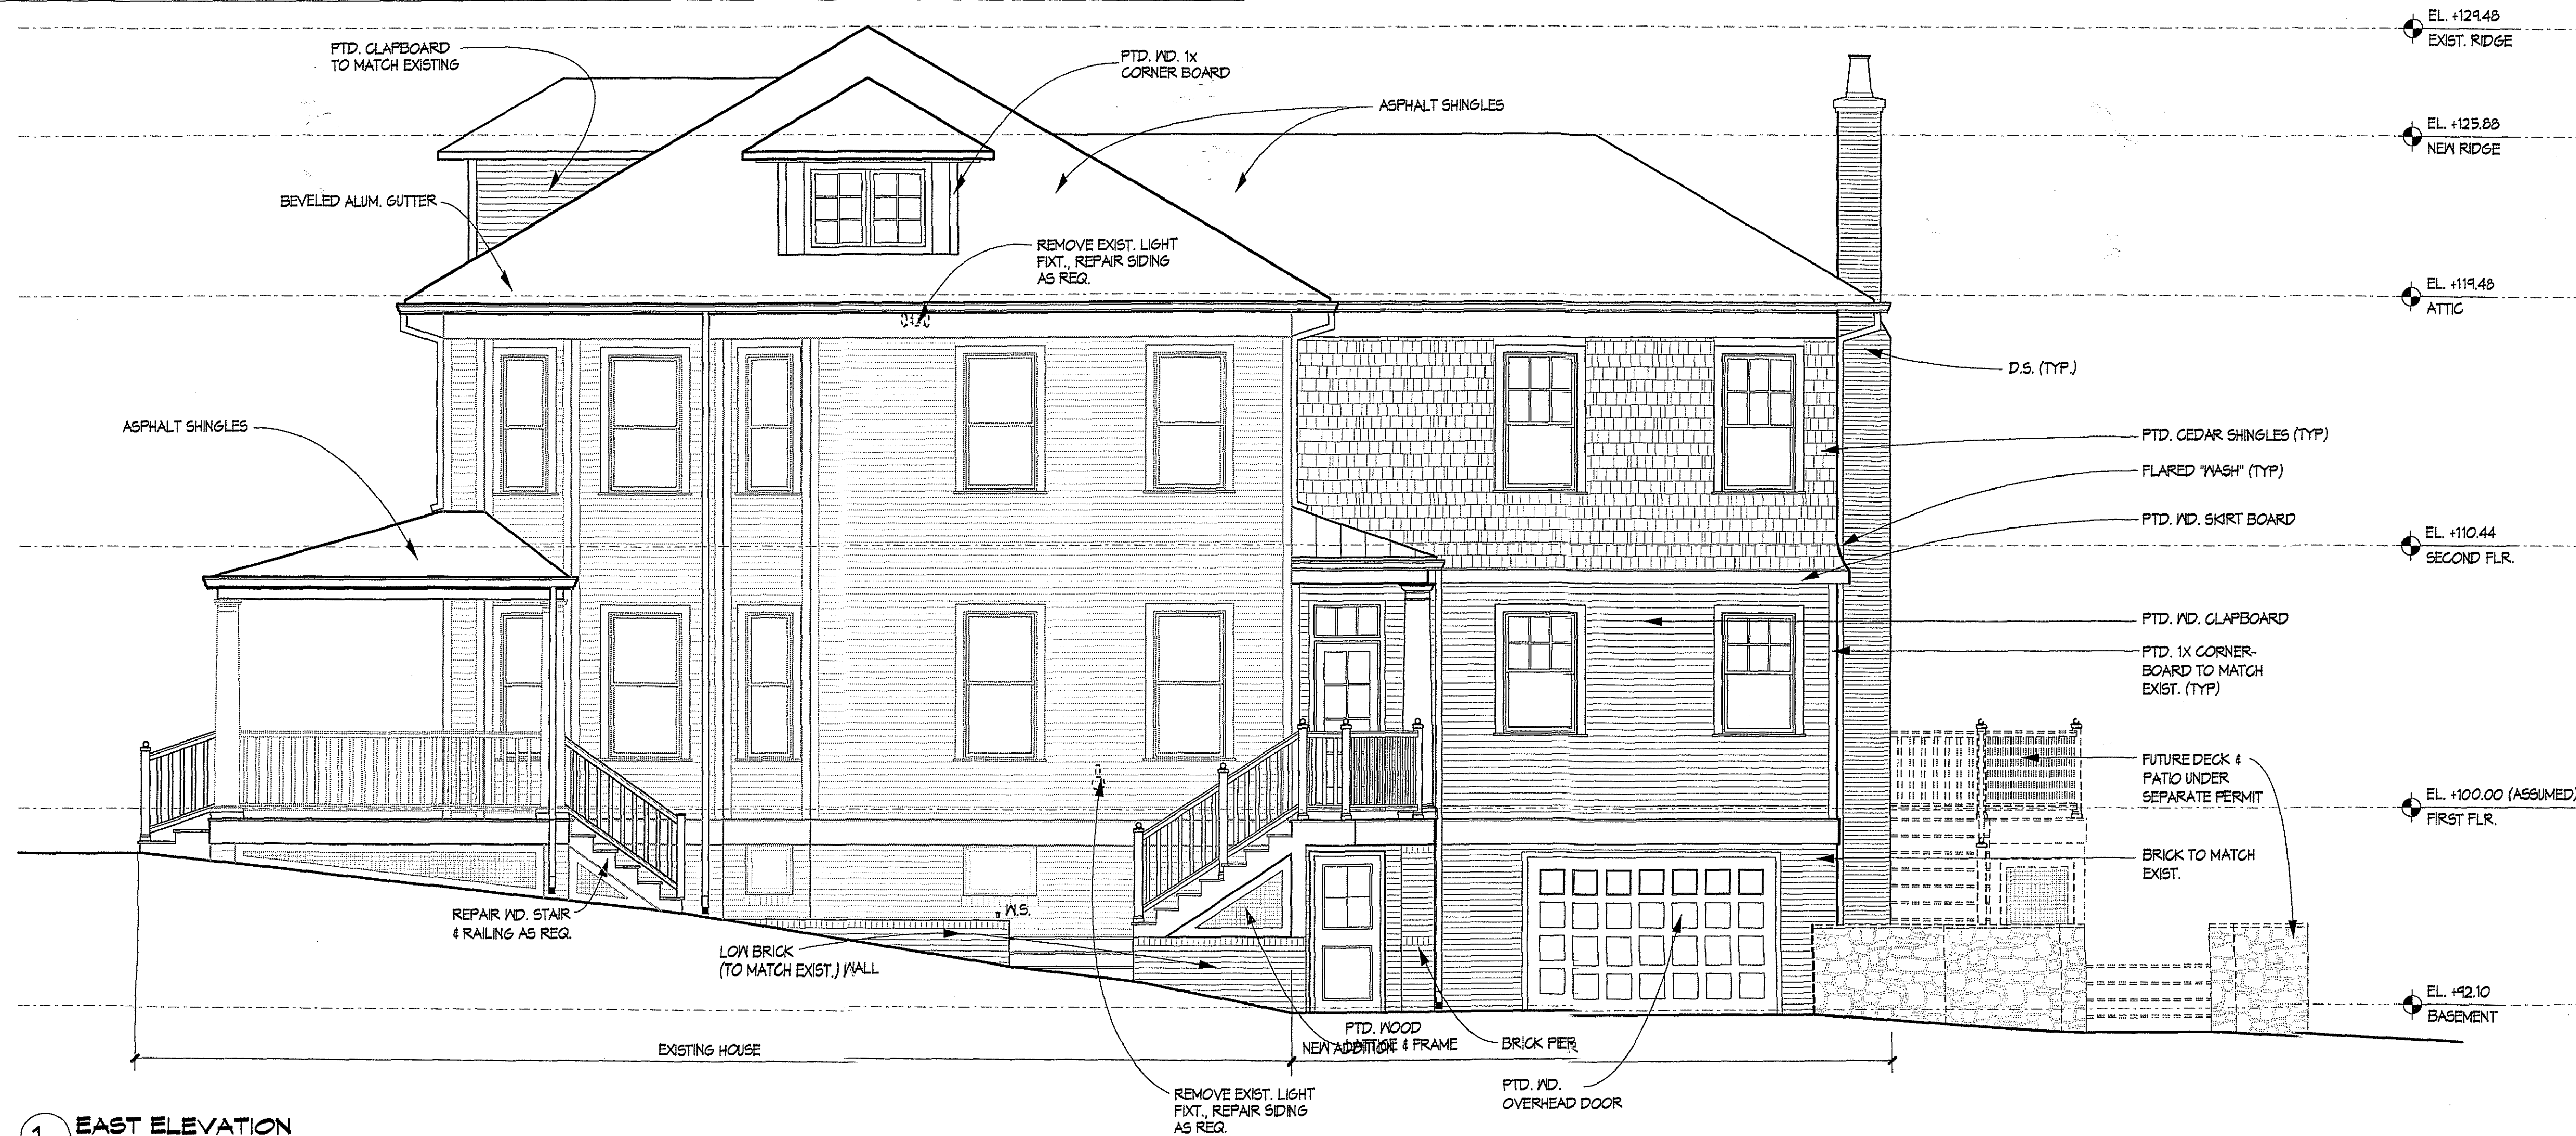 EL. +129.48
EXIST. RIDGE
PTD. CLAPBOARD
TO MATCH EXISTING
PTD. WD. 1x
CORNER BOARD
ASPHALT SHINGLES
EL. +125.88
NEW RIDGE
BEVELED ALUM. GUTTER
REMOVE EXIST. LIGHT
FIXT., REPAIR SIDING
AS REQ.
EL. +119.48
ATTIC
D.S. (TYP.)
ASPHALT SHINGLES
PTD. CEDAR SHINGLES (TYP)
FLARED "WASH" (TYP)
PTD. WD. SKIRT BOARD
EL. +110.44
SECOND FLR.
PTD. WD. CLAPBOARD
PTD. 1X CORNER-
BOARD TO MATCH
EXIST. (TYP)
FUTURE DECK &
PATIO UNDER
SEPARATE PERMIT
EL. +100.00 (ASSUMED)
FIRST FLR.
BRICK TO MATCH
EXIST.
REPAIR WD. STAIR
& RAILING AS REQ.
W.S.
LOW BRICK
(TO MATCH EXIST.) WALL
EL. +92.10
BASEMENT
PTD. WOOD
LATTICE & FRAME
NEW ADDITION
BRICK PIER
EXISTING HOUSE
PTD. WD.
OVERHEAD DOOR
REMOVE EXIST. LIGHT
FIXT., REPAIR SIDING
AS REQ.
1 EAST ELEVATION